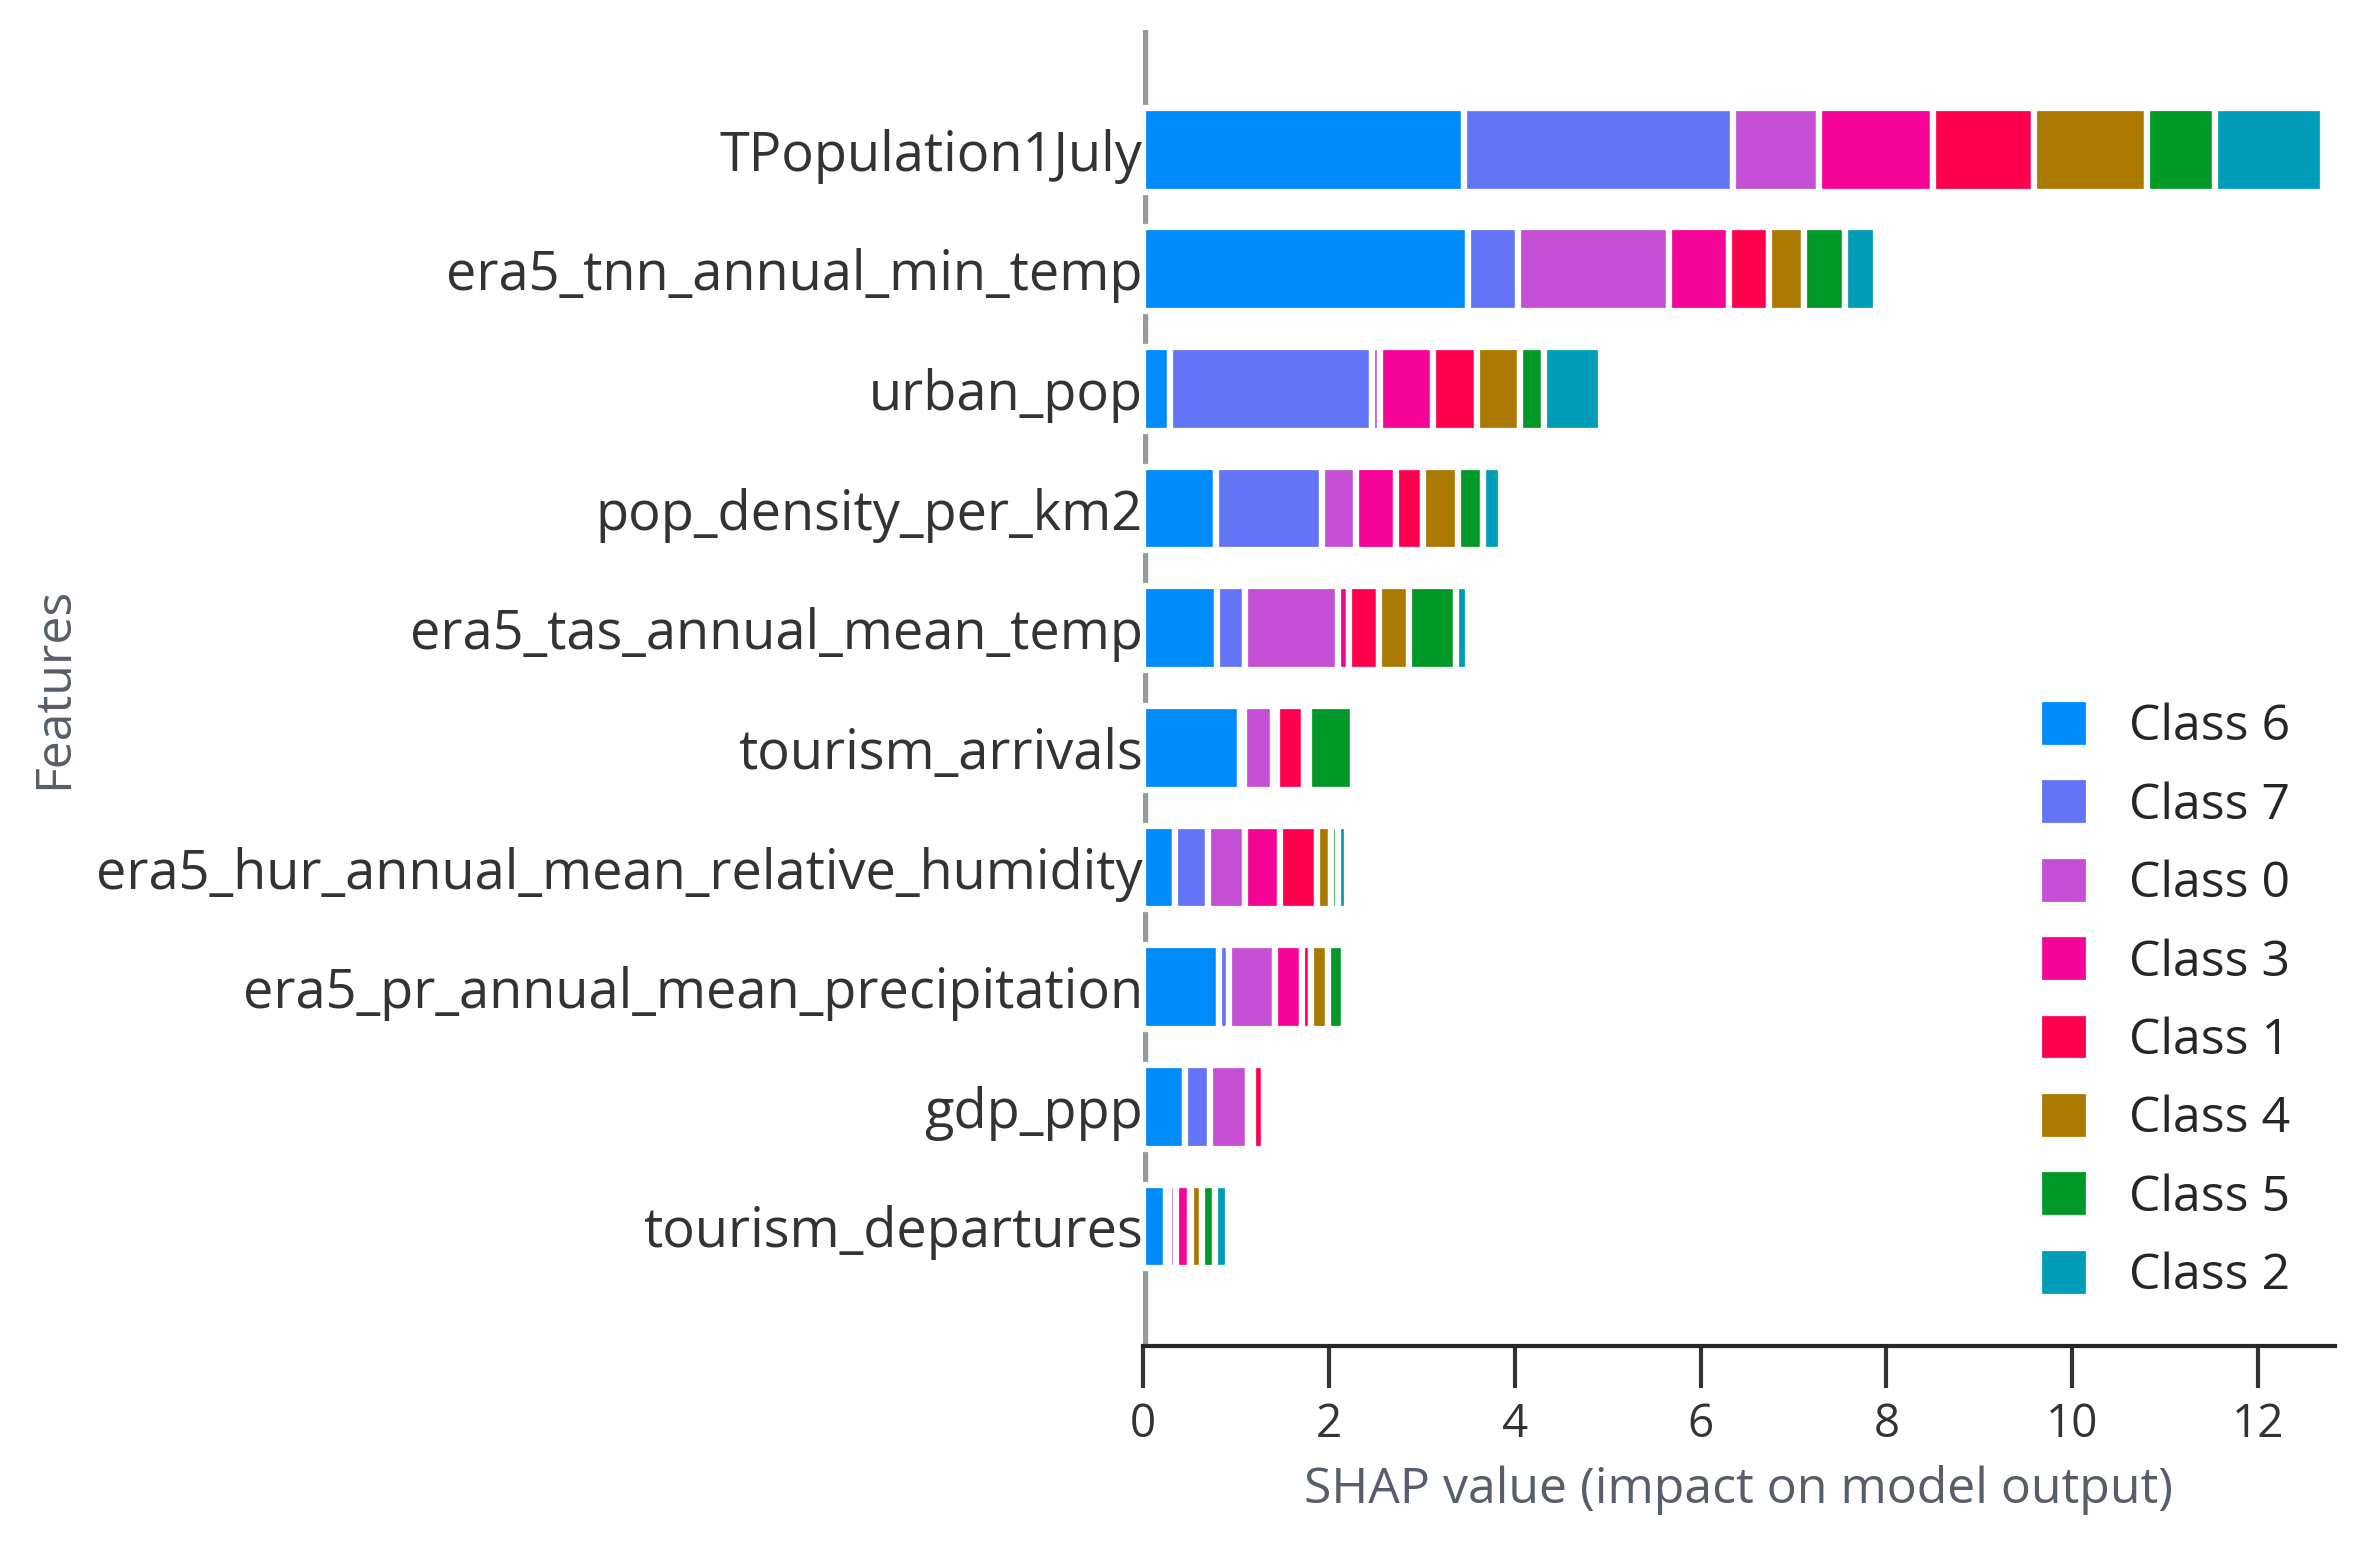 TPopulation1July
era5_tnn_annual_min_temp
urban_pop
pop_density_per_km2
era5_tas_annual_mean_temp
tourism_arrivals
era5_hur_annual_mean_relative_humidity
era5_pr_annual_mean_precipitation
gdp_ppp
tourism_departures
Features
Class 6
Class 7
Class 0
Class 3
Class 1
Class 4
Class 5
Class 2
0 2 4 6 8 10 12
SHAP value (impact on model output)